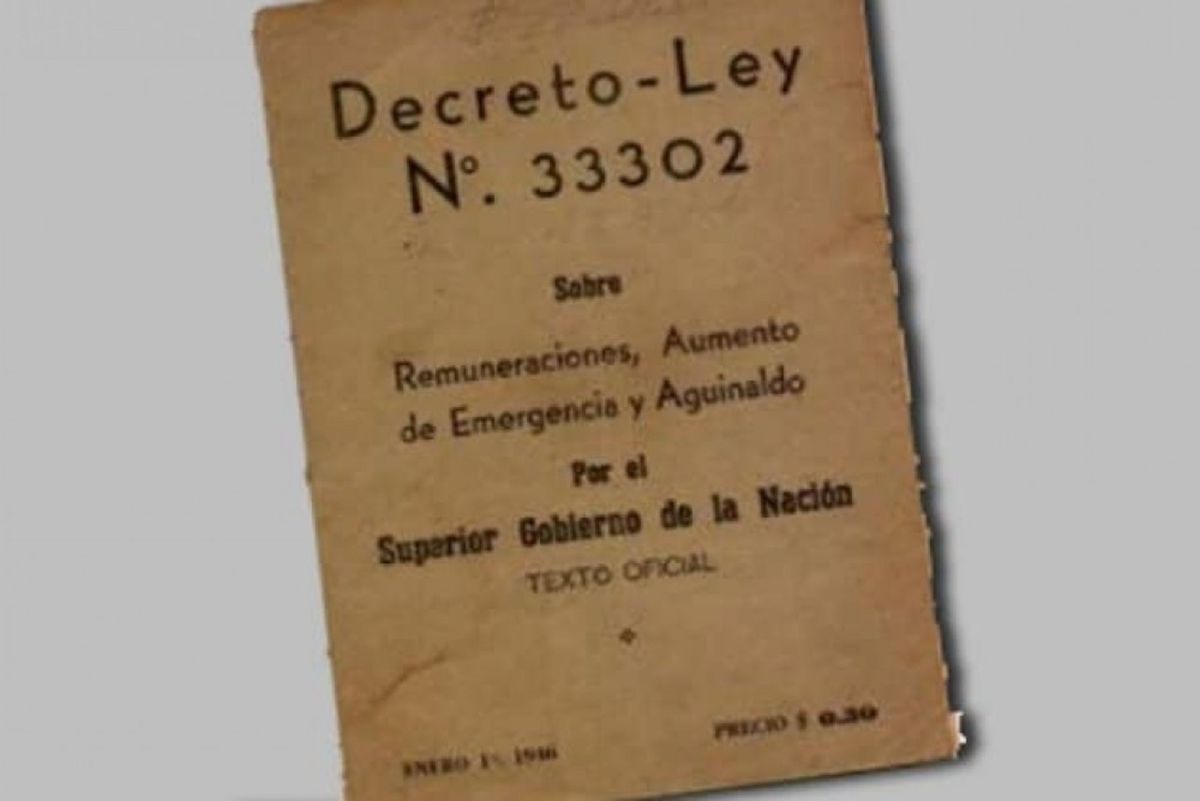 Decreto-Ley
Nº. 33302
Sobre
Remuneraciones, Aumento
de Emergencia y Aguinaldo
Por el
Superior Gobierno de la Nación
TEXTO OFICIAL
ENERO 1º, 1946
PRECIO $ 0.30